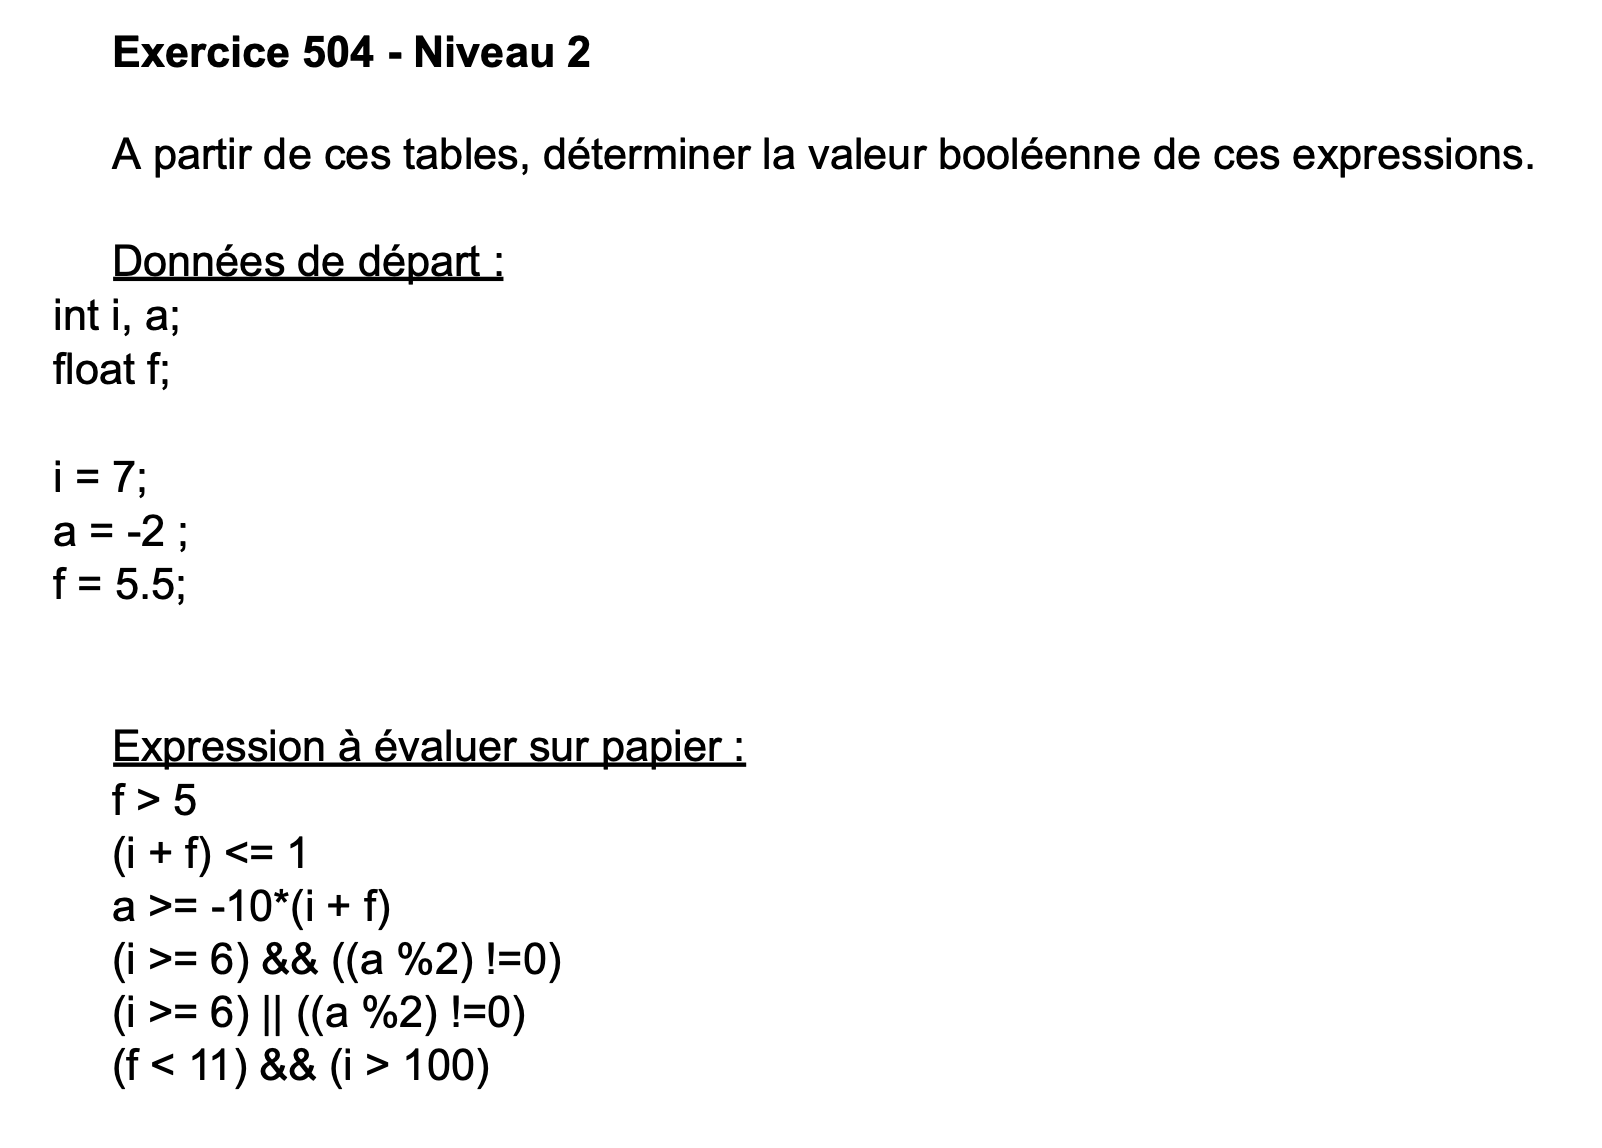 Exercice 504 - Niveau 2
A partir de ces tables, déterminer la valeur booléenne de ces expressions.
Données de départ :
int i, a;
float f;
i = 7;
a = -2 ;
f = 5.5;
Expression à évaluer sur papier :
f > 5
(i + f) <= 1
a >= -10*(i + f)
(i >= 6) && ((a %2) !=0)
(i >= 6) || ((a %2) !=0)
(f < 11) && (i > 100)